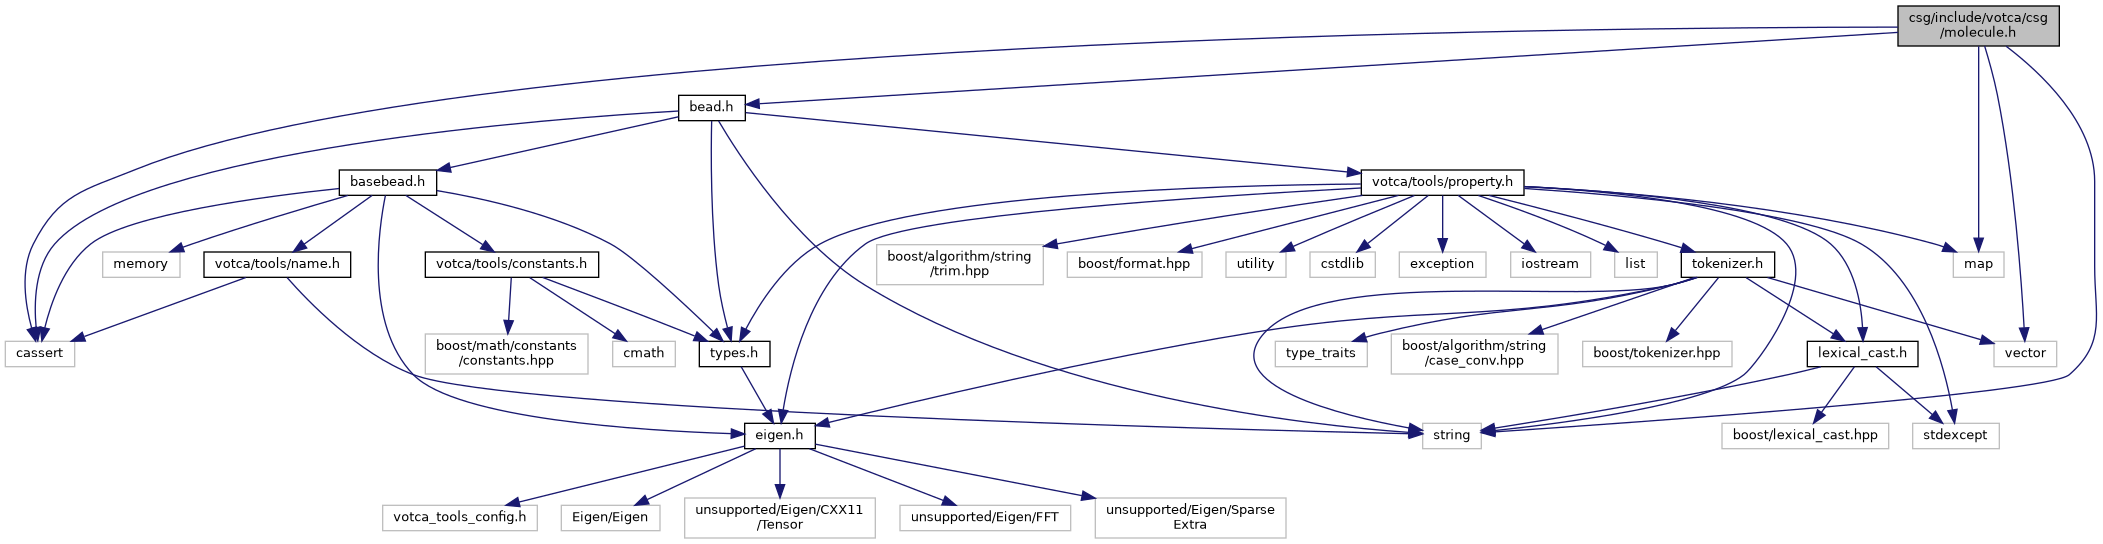 csg/include/votca/csg
/molecule.h
bead.h
basebead.h
votca/tools/property.h
memory
votca/tools/name.h
votca/tools/constants.h
boost/algorithm/string
/trim.hpp
boost/format.hpp
utility
cstdlib
exception
iostream
list
tokenizer.h
map
cassert
boost/math/constants
/constants.hpp
cmath
types.h
type_traits
boost/algorithm/string
/case_conv.hpp
boost/tokenizer.hpp
lexical_cast.h
vector
eigen.h
string
boost/lexical_cast.hpp
stdexcept
votca_tools_config.h
Eigen/Eigen
unsupported/Eigen/CXX11
/Tensor
unsupported/Eigen/FFT
unsupported/Eigen/Sparse
Extra